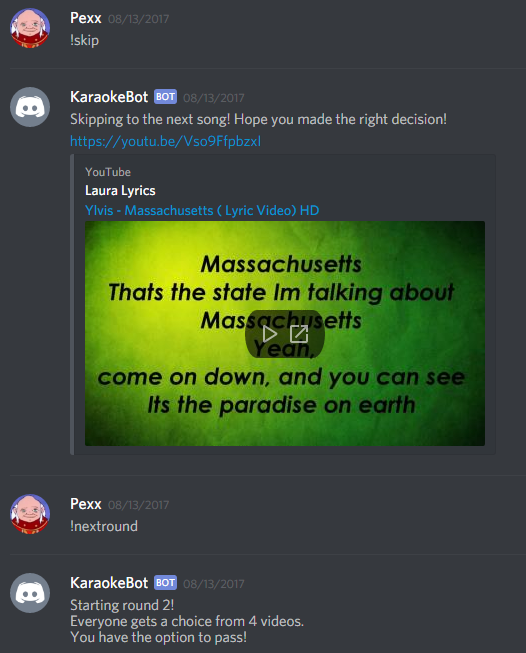 Pexx 08/13/2017
!skip
KaraokeBot BOT 08/13/2017
Skipping to the next song! Hope you made the right decision!
https://youtu.be/Vso9FfpbzxI
YouTube
Laura Lyrics
Ylvis - Massachusetts ( Lyric Video) HD
Massachusetts
Thats the state Im talking about
Massachusetts
Yeah,
come on down, and you can see
Its the paradise on earth
Pexx 08/13/2017
!nextround
KaraokeBot BOT 08/13/2017
Starting round 2!
Everyone gets a choice from 4 videos.
You have the option to pass!